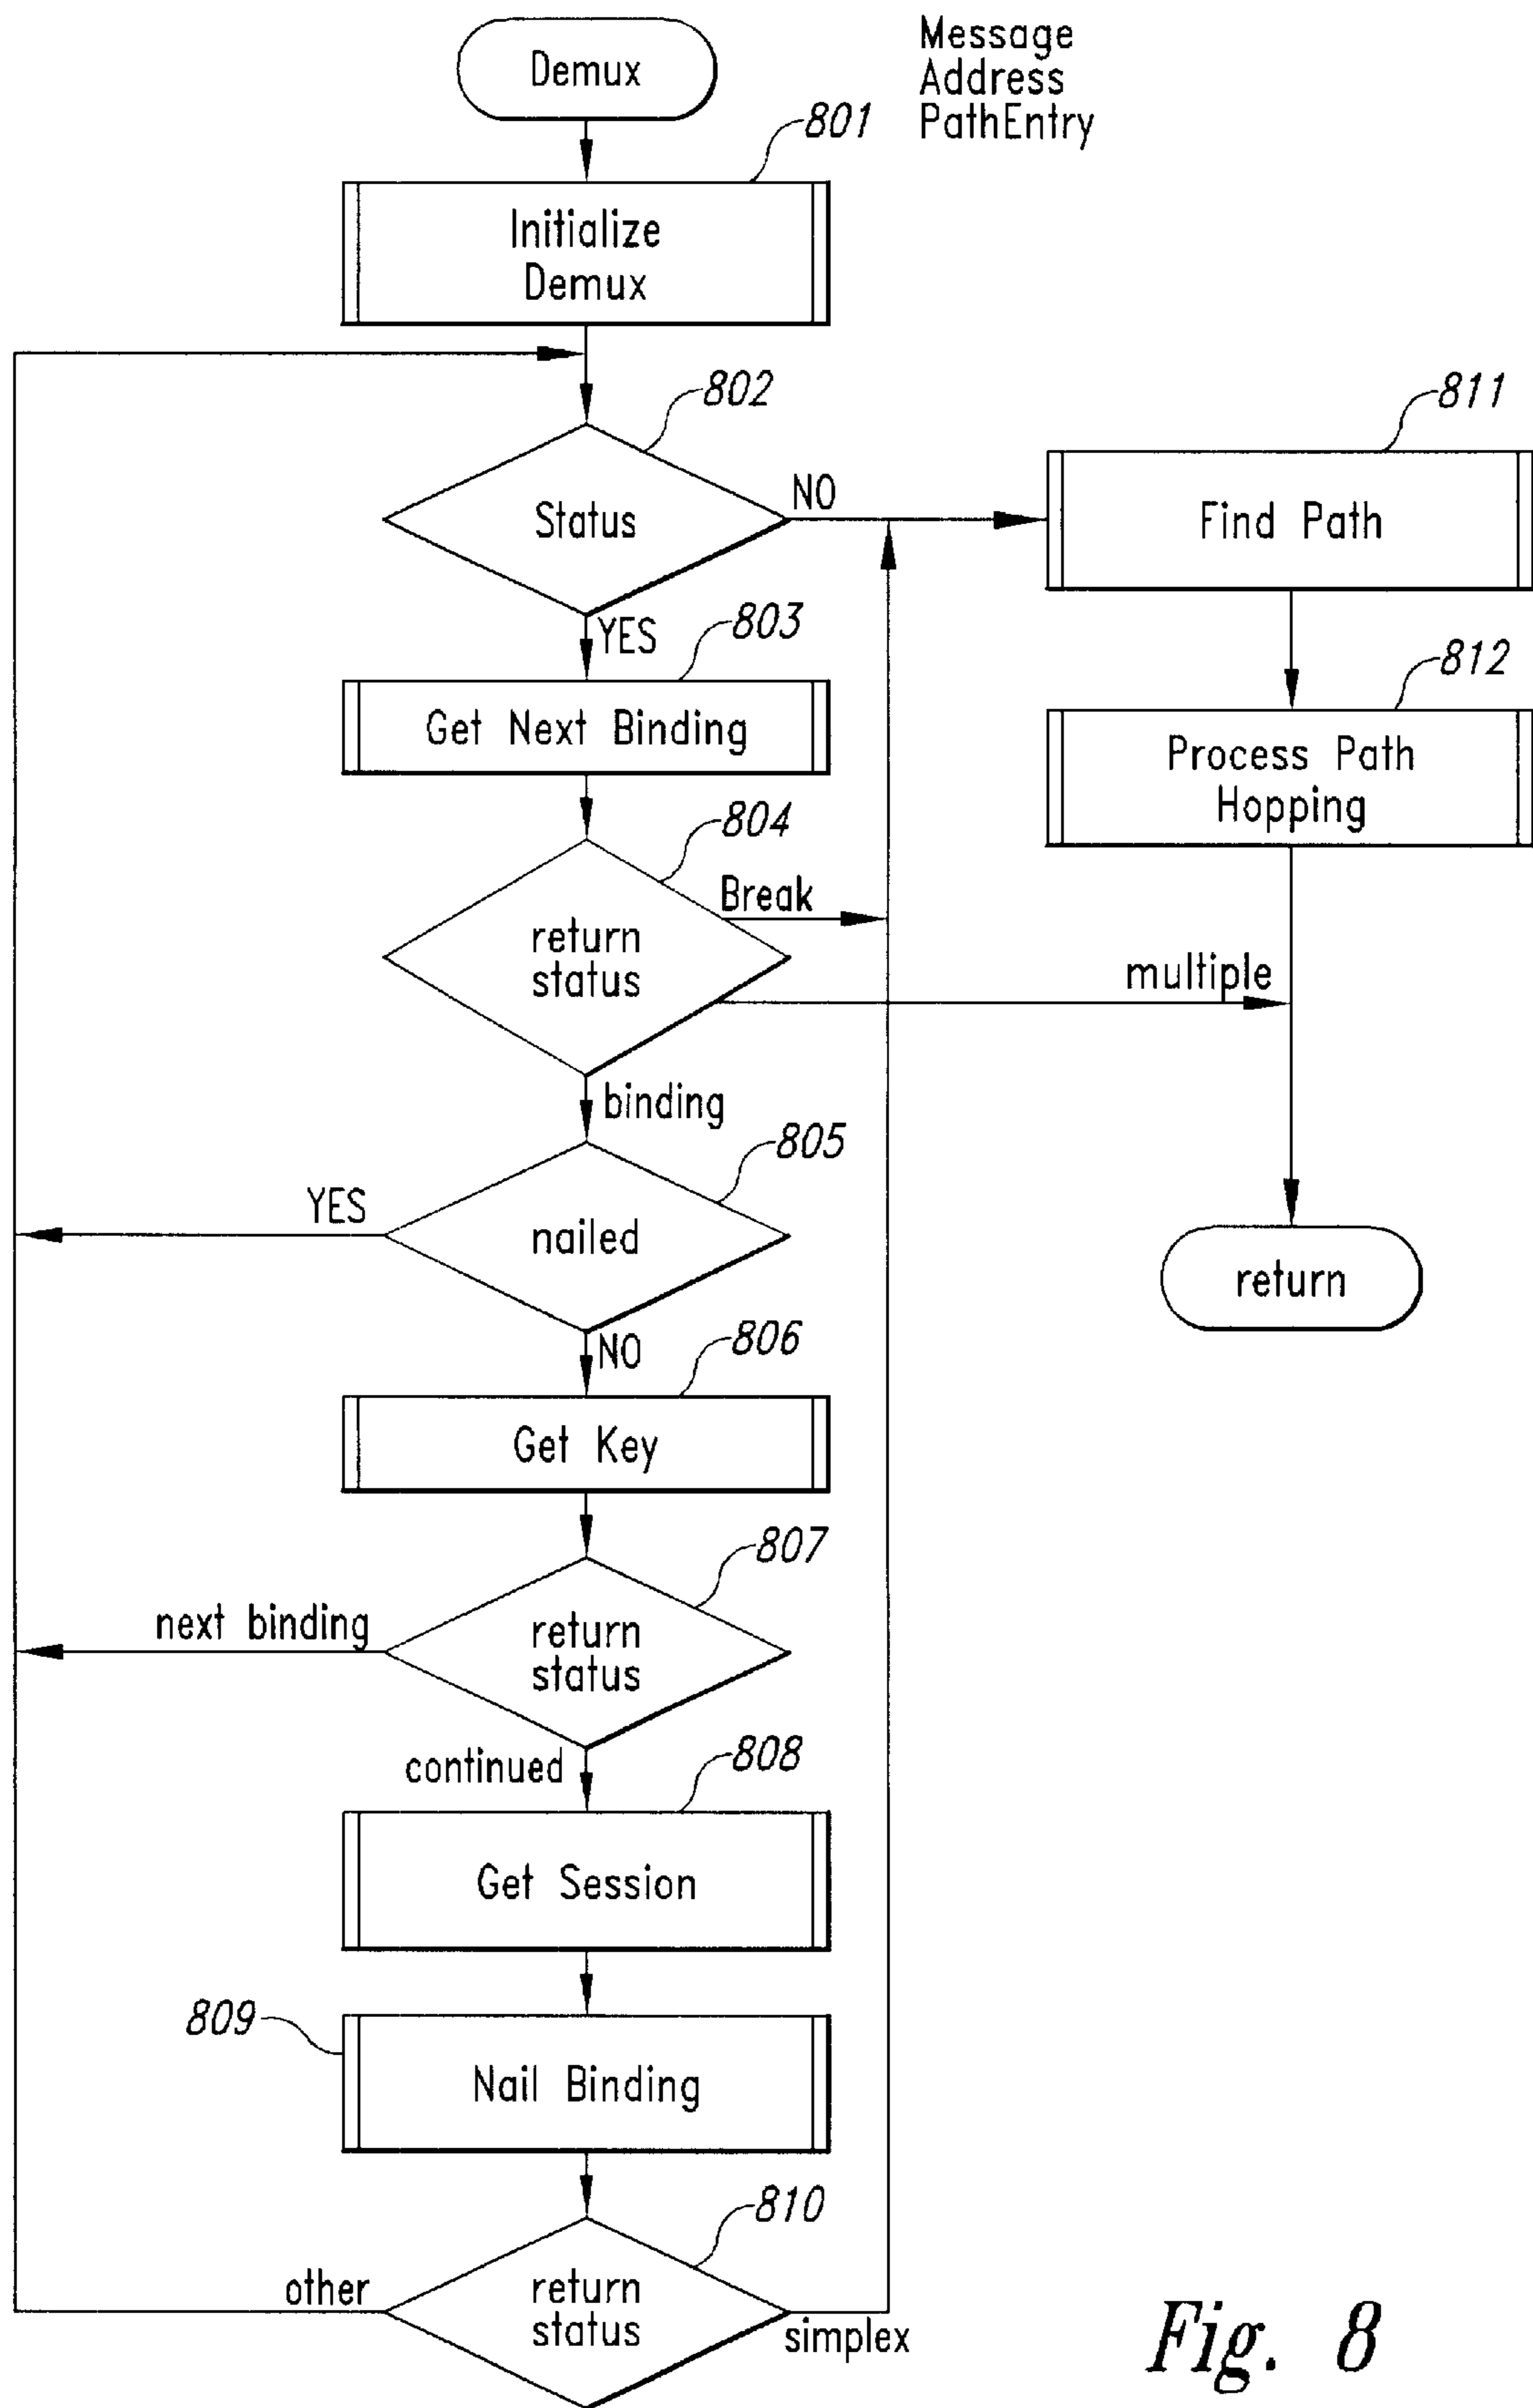 Demux
Message
Address
PathEntry
801
Initialize
Demux
802
Status
NO
811
Find Path
YES
803
Get Next Binding
812
Process Path
Hopping
804
return
status
Break
multiple
binding
805
nailed
YES
return
NO
806
Get Key
807
return
status
next binding
continued
808
Get Session
809
Nail Binding
810
return
status
other
simplex
Fig. 8